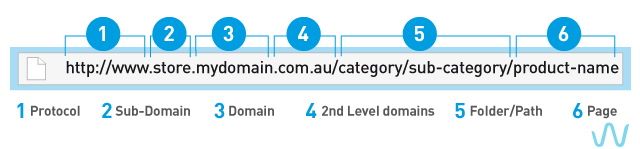 1 2 3 4 5 6
http://www.store.mydomain.com.au/category/sub-category/product-name
1 Protocol 2 Sub-Domain 3 Domain 4 2nd Level domains 5 Folder/Path 6 Page